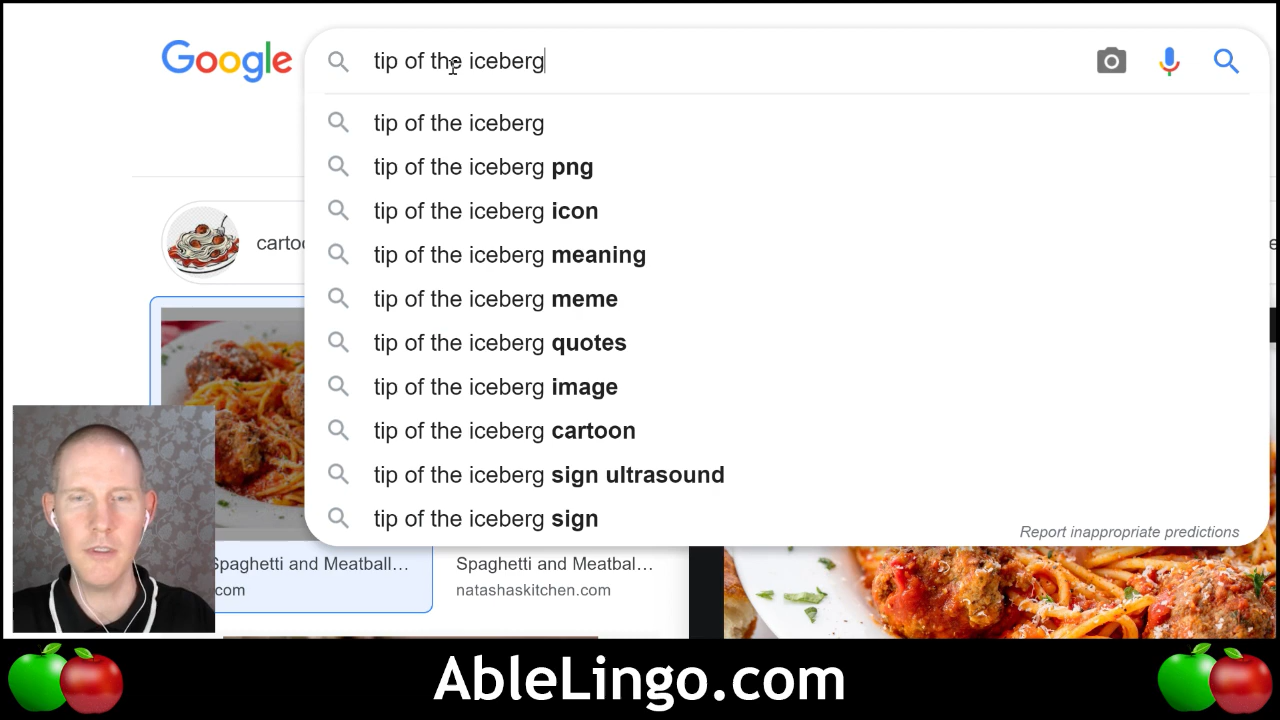 Google
tip of the iceberg
tip of the iceberg
tip of the iceberg png
tip of the iceberg icon
cartoo
tip of the iceberg meaning
tip of the iceberg meme
tip of the iceberg quotes
tip of the iceberg image
tip of the iceberg cartoon
tip of the iceberg sign ultrasound
tip of the iceberg sign
Report inappropriate predictions
Spaghetti and Meatball…
Spaghetti and Meatbal…
com
natashaskitchen.com
AbleLingo.com